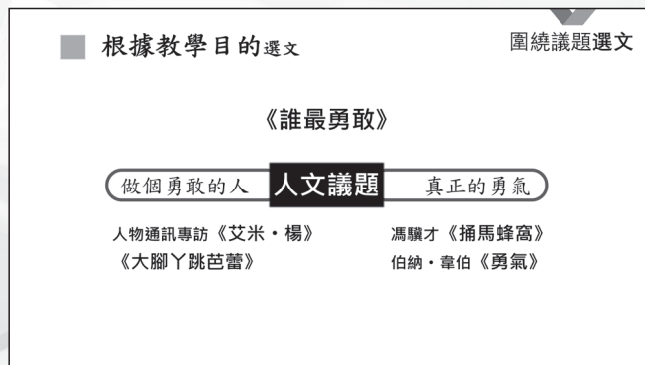 根據教學目的選文
圍繞議題選文
《誰最勇敢》
做個勇敢的人 人文議題 真正的勇氣
人物通訊專訪《艾米·楊》 馮驥才《捅馬蜂窩》
《大腳丫跳芭蕾》 伯納·韋伯《勇氣》